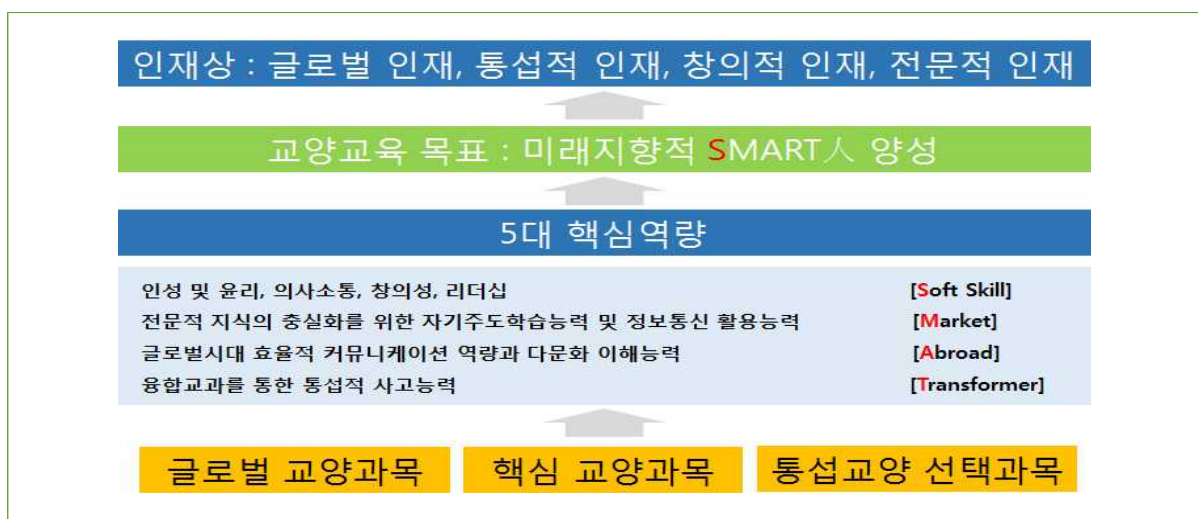 인재상 : 글로벌 인재, 통섭적 인재, 창의적 인재, 전문적 인재
교양교육 목표 : 미래지향적 SMART人 양성
5대 핵심역량
인성 및 윤리, 의사소통, 창의성, 리더십 [Soft Skill]
전문적 지식의 충실화를 위한 자기주도학습능력 및 정보통신 활용능력 [Market]
글로벌시대 효율적 커뮤니케이션 역량과 다문화 이해능력 [Abroad]
융합교과를 통한 통섭적 사고능력 [Transformer]
글로벌 교양과목 핵심 교양과목 통섭교양 선택과목